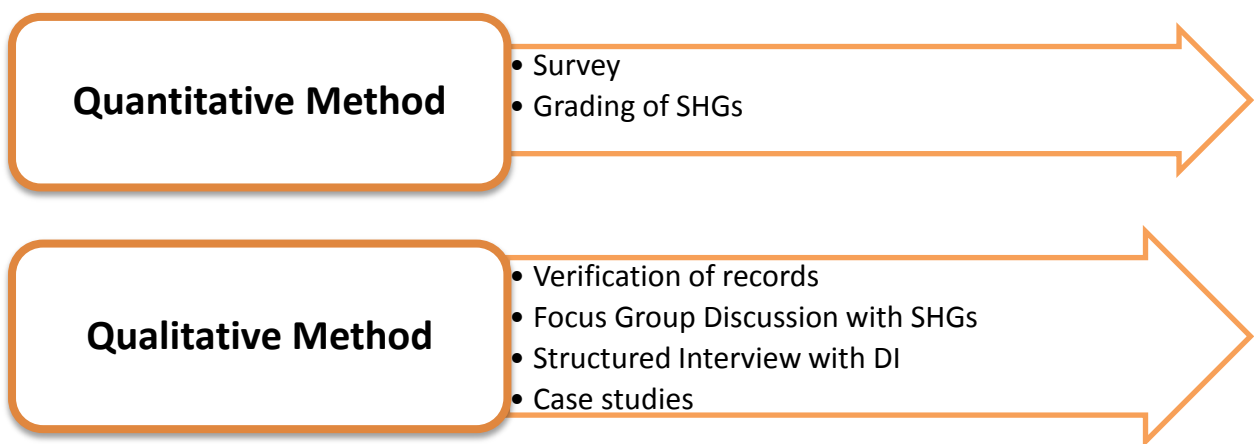 Quantitative Method
• Survey
• Grading of SHGs
Qualitative Method
• Verification of records
• Focus Group Discussion with SHGs
• Structured Interview with DI
• Case studies